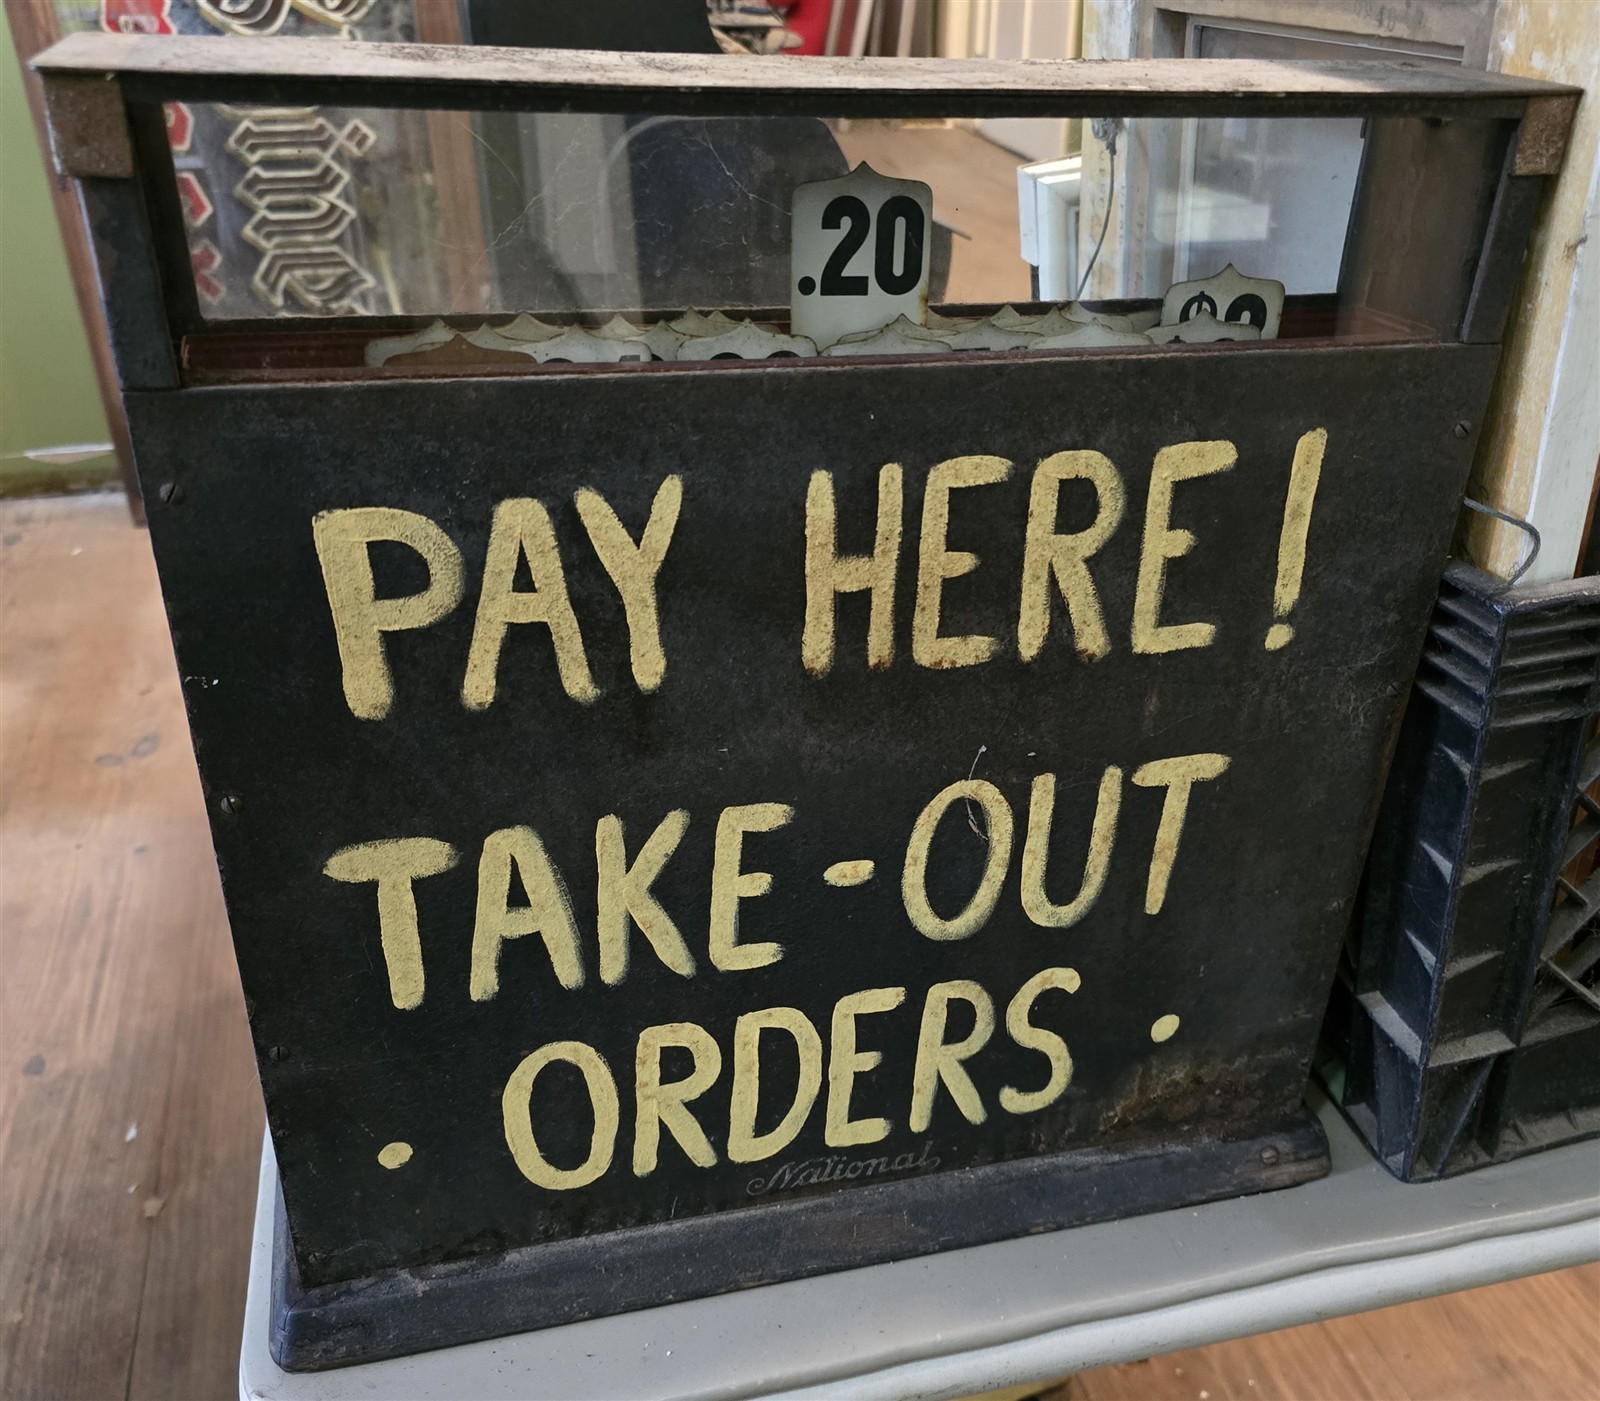 .20
PAY HERE!
TAKE-OUT
· ORDERS ·
National